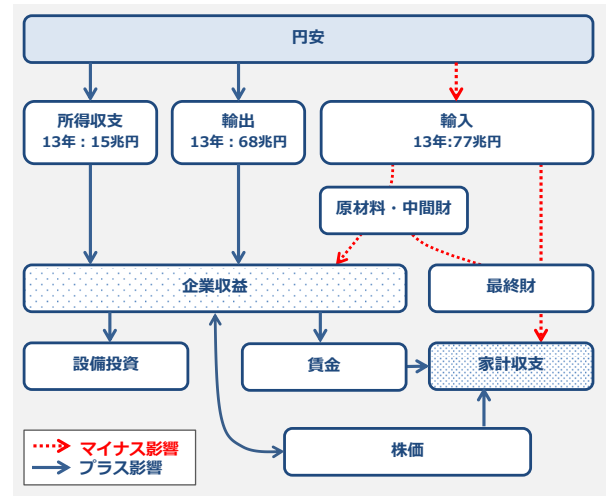 円安
所得収支
13年：15兆円
輸出
13年：68兆円
輸入
13年:77兆円
原材料・中間財
企業収益
最終財
設備投資
賃金
家計収支
株価
マイナス影響
プラス影響